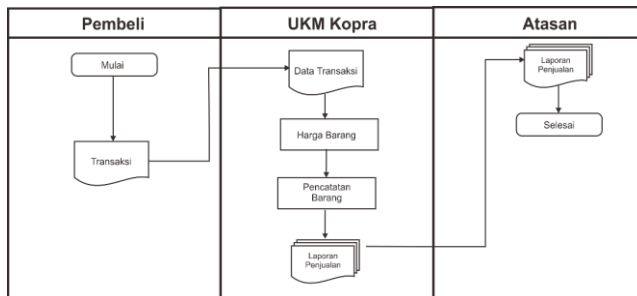 Pembeli
UKM Kopra
Atasan
Mulai
Transaksi
Data Transaksi
Harga Barang
Pencatatan
Barang
Laporan
Penjualan
Laporan
Penjualan
Selesai